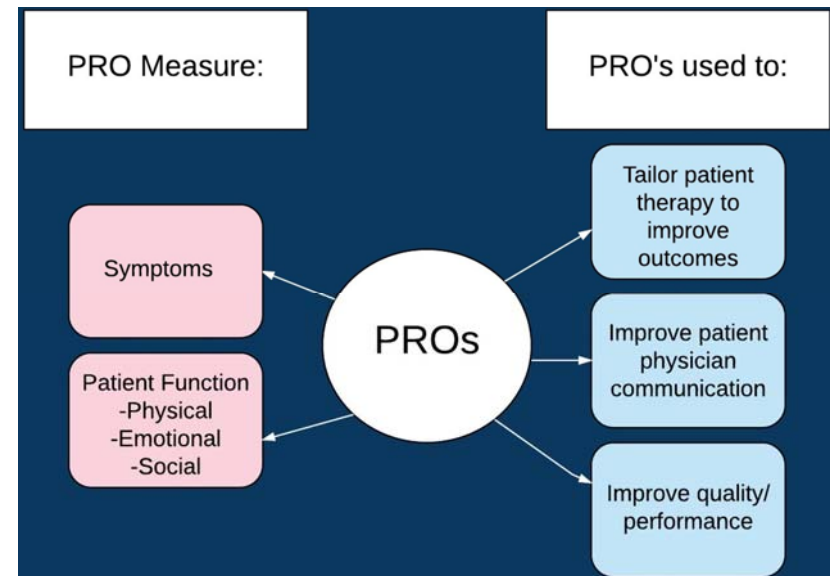 PRO Measure:
PRO's used to:
Symptoms
Patient Function
-Physical
-Emotional
-Social
PROs
Tailor patient
therapy to
improve
outcomes
Improve patient
physician
communication
Improve quality/
performance